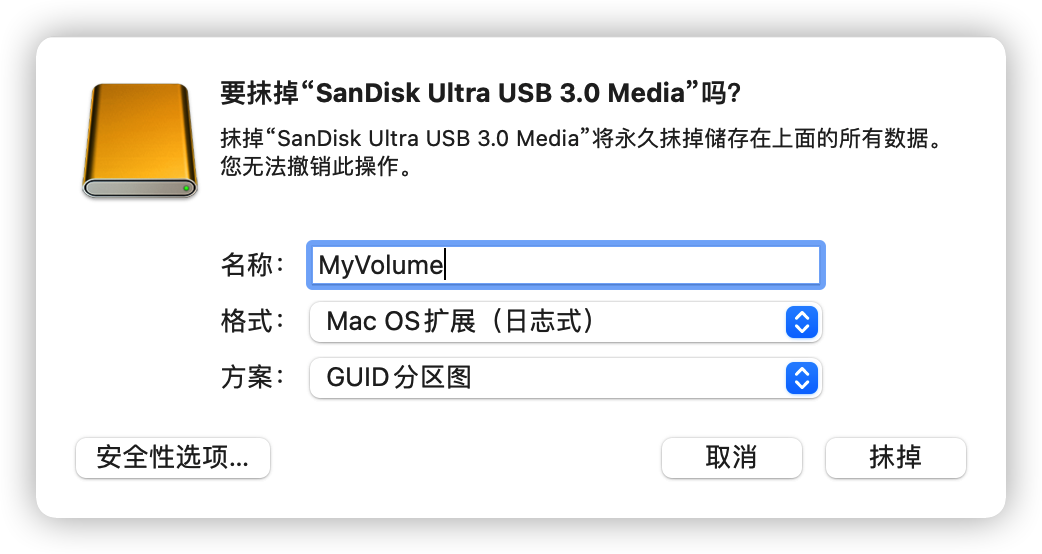 要抹掉“SanDisk Ultra USB 3.0 Media”吗?
抹掉“SanDisk Ultra USB 3.0 Media”将永久抹掉储存在上面的所有数据。
您无法撤销此操作。
名称：
MyVolume
格式：
Mac OS扩展（日志式）
方案：
GUID分区图
安全性选项...
取消
抹掉